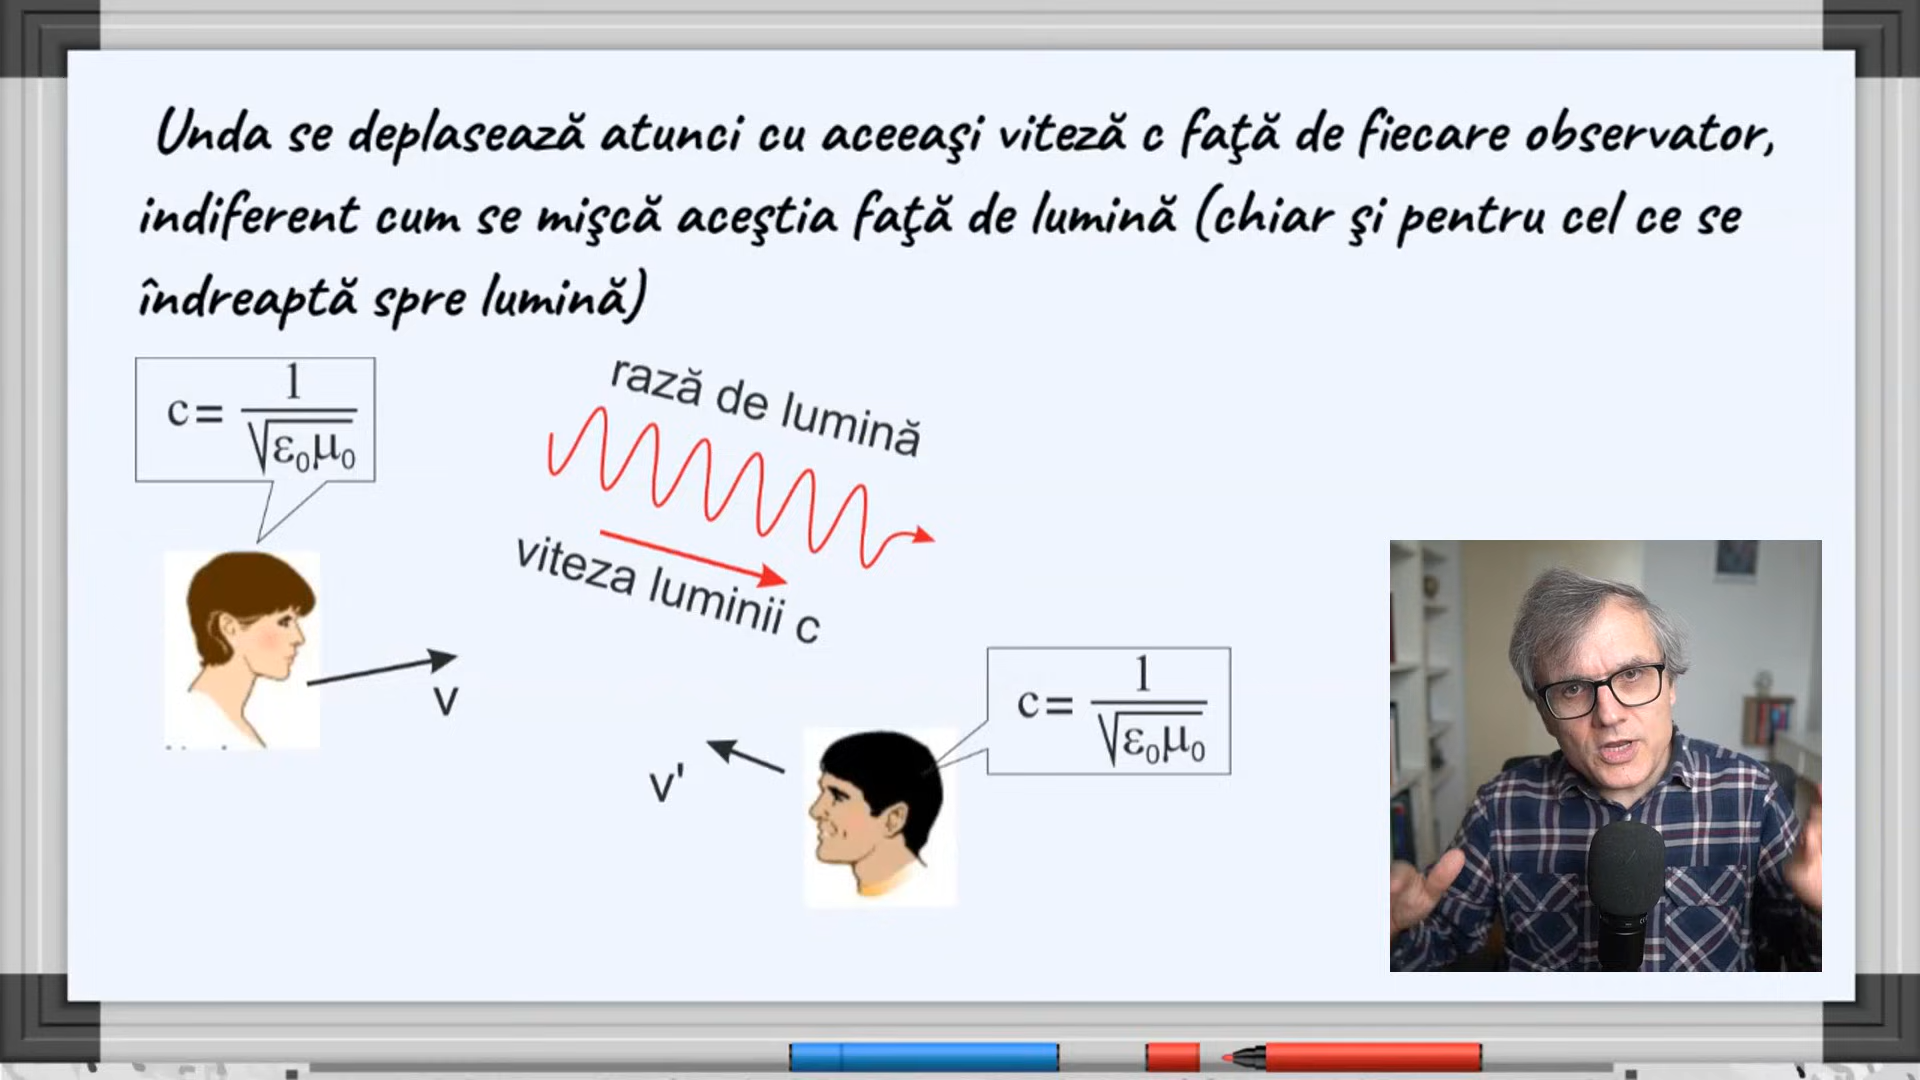 Unda se deplasează atunci cu aceeaşi viteză c faţă de fiecare observator,
indiferent cum se mişcă aceştia faţă de lumină (chiar şi pentru cel ce se
îndreaptă spre lumină)
c = 1/√ε₀μ₀
rază de lumină
viteza luminii c
v
c = 1/√ε₀μ₀
v'